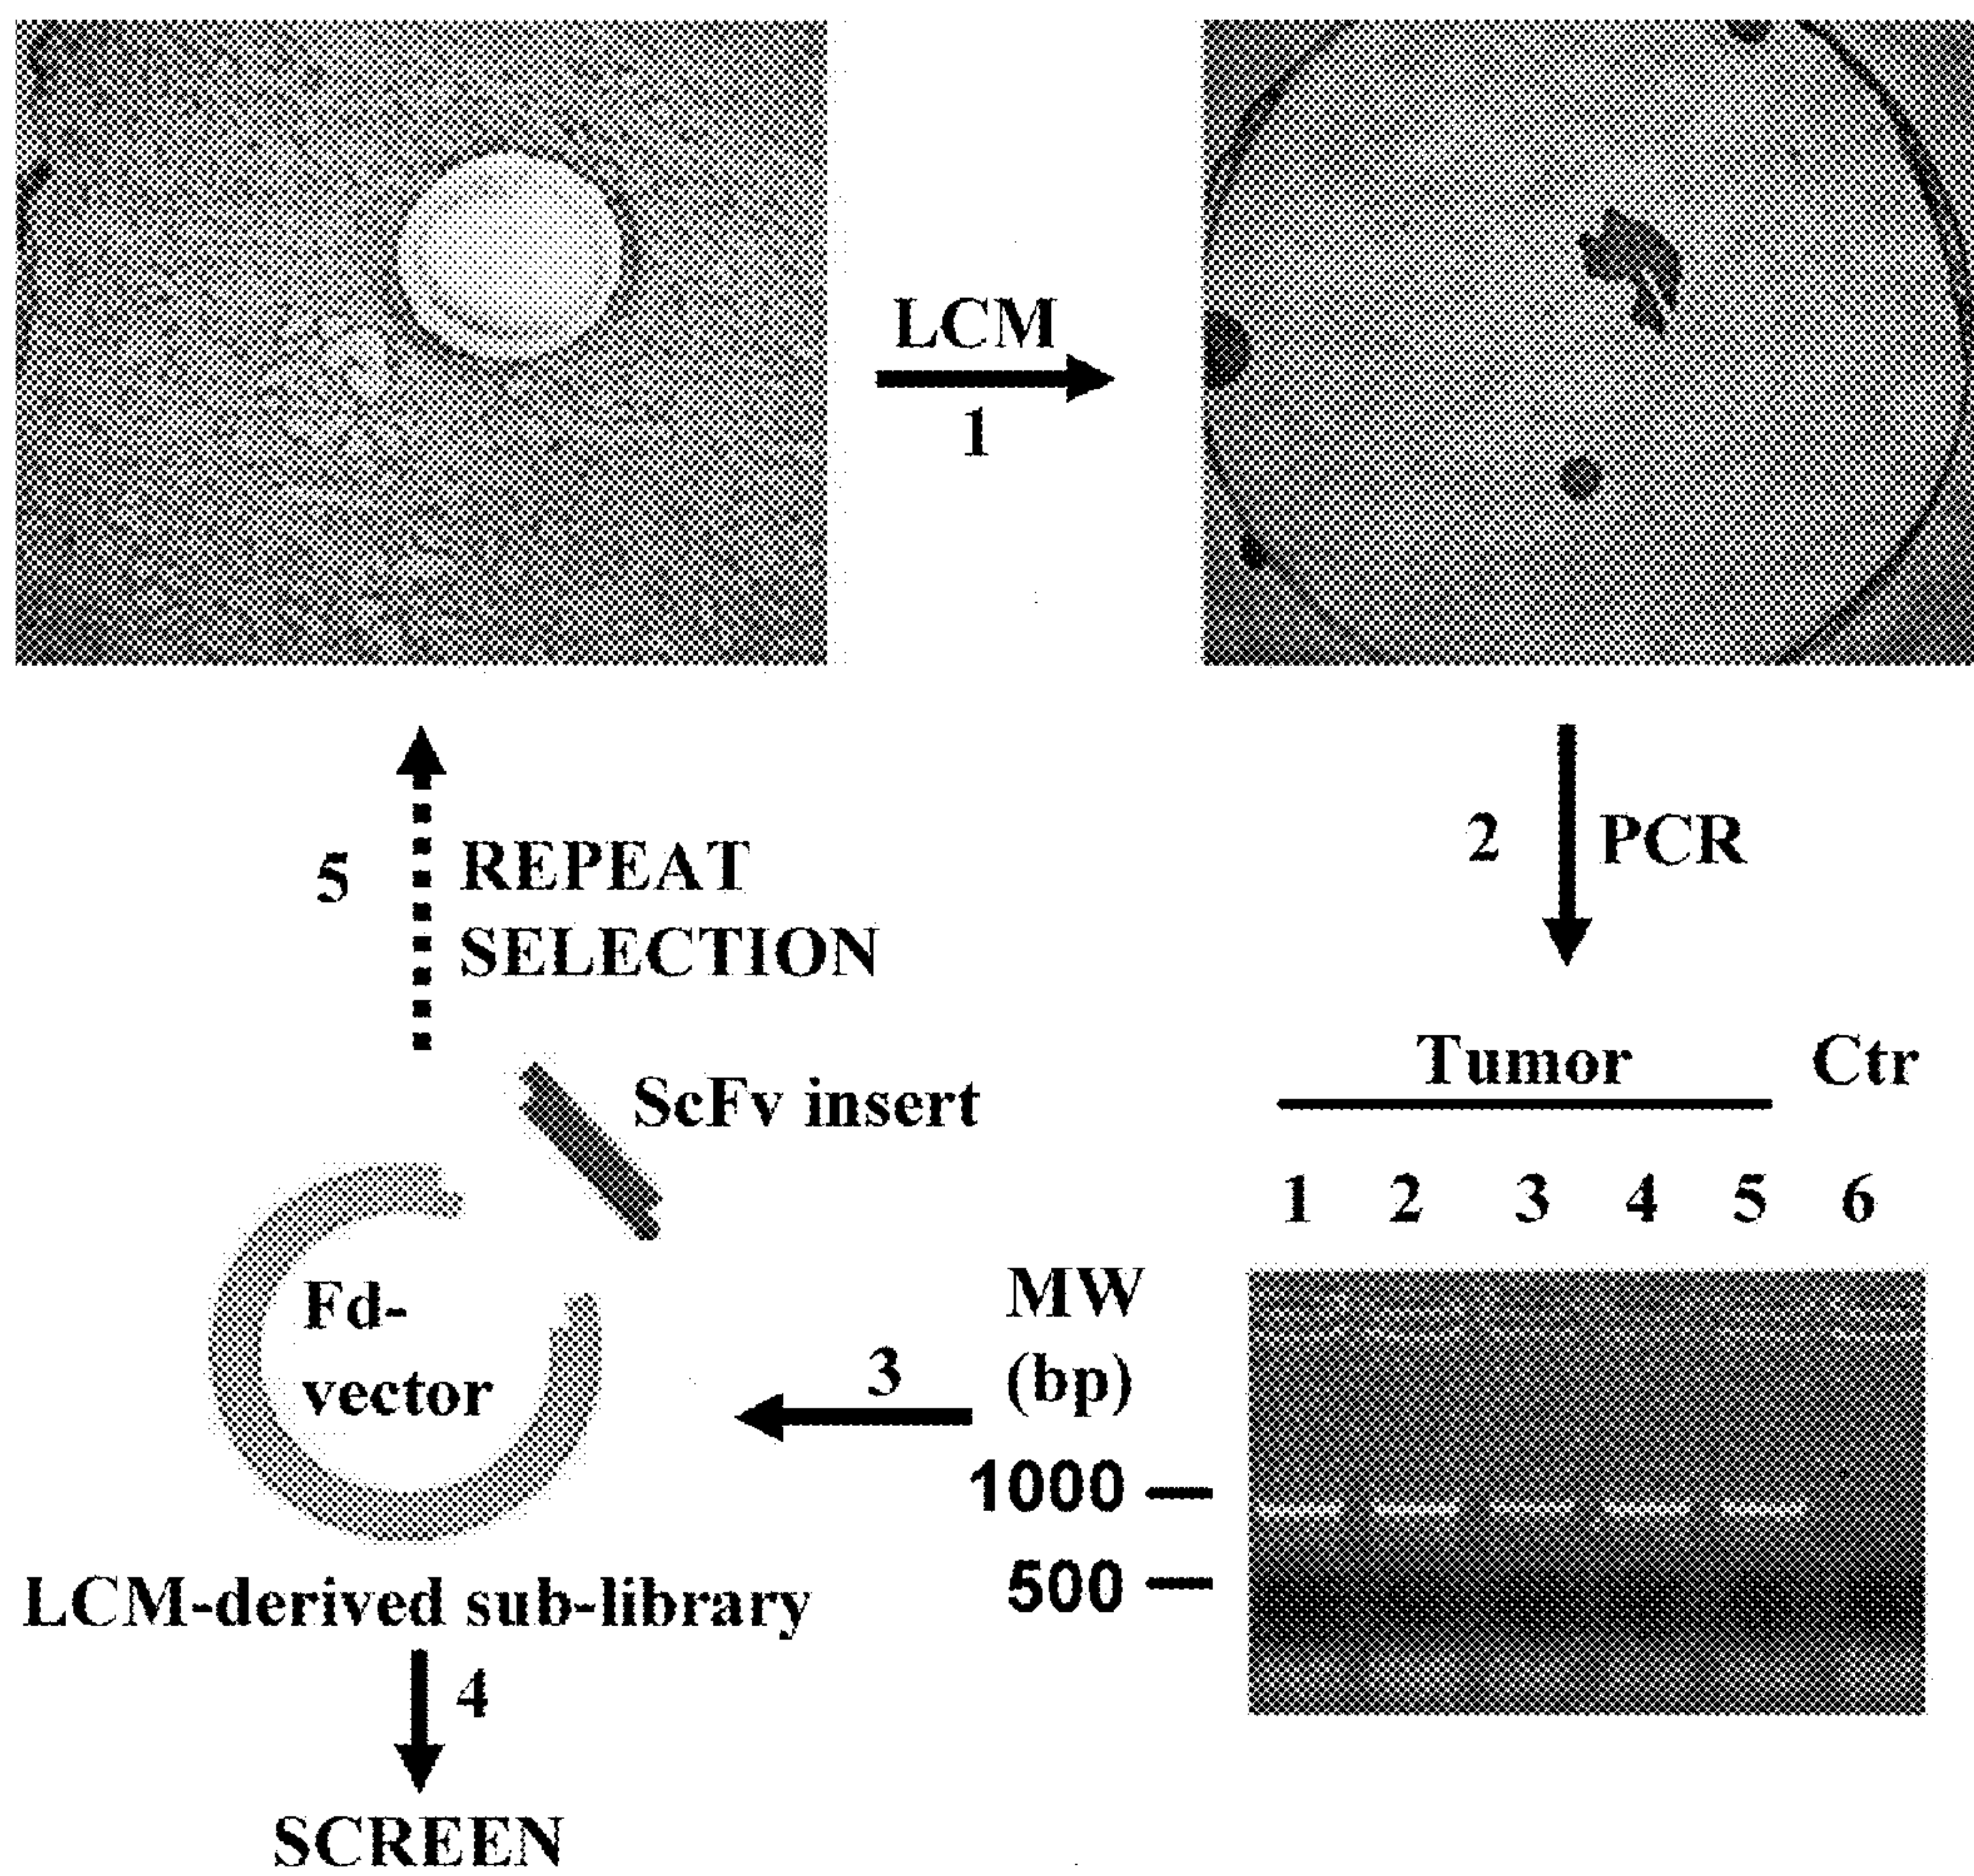 LCM
1
2 PCR
5 REPEAT
SELECTION
Tumor Ctr
ScFv insert
1 2 3 4 5 6
MW
(bp)
Fd-
vector
3
1000
500
LCM-derived sub-library
4
SCREEN